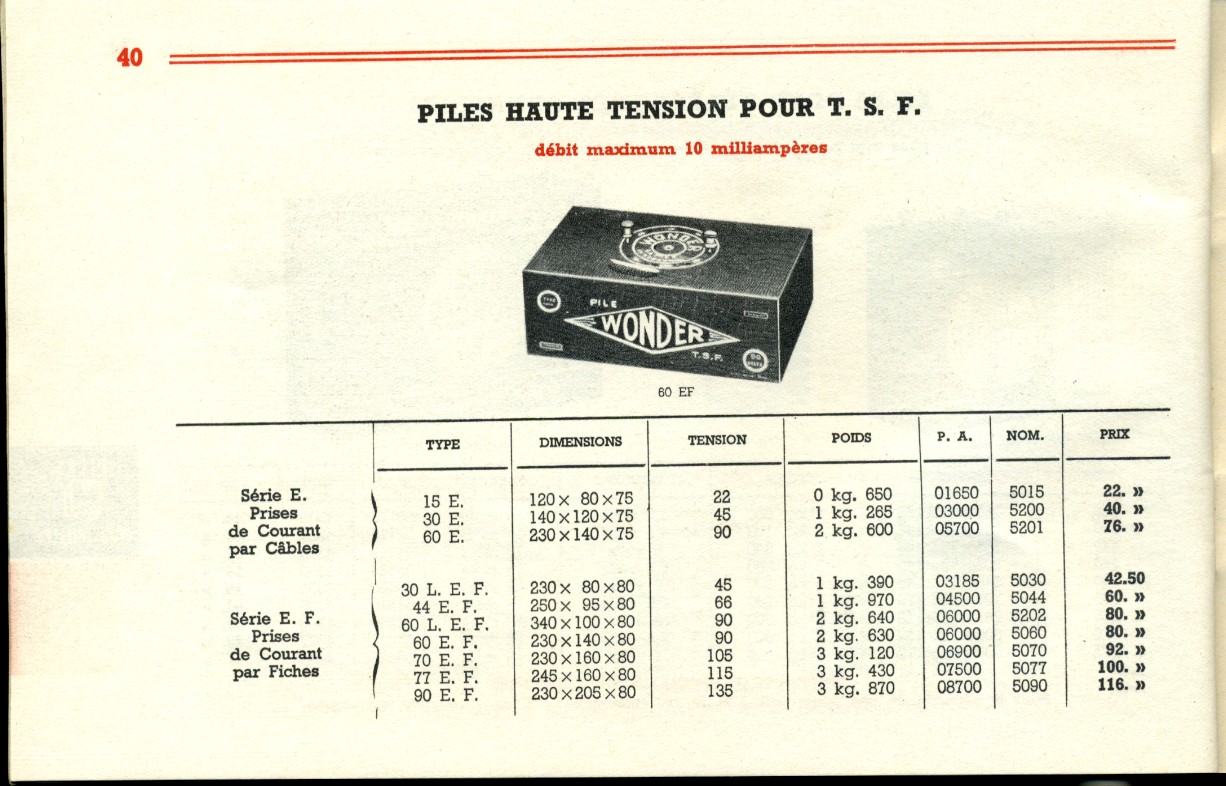 40
PILES HAUTE TENSION POUR T. S. F.
débit maximum 10 milliampères
WONDER
PILE
WONDER
T.S.F.
60 EF
TYPE DIMENSIONS TENSION POIDS P. A. NOM. PRIX
Série E.
Prises
de Courant
par Câbles
15 E. 120 × 80 × 75 22 0 kg. 650 01650 5015 22. »
30 E. 140 × 120 × 75 45 1 kg. 265 03000 5200 40. »
60 E. 230 × 140 × 75 90 2 kg. 600 05700 5201 76. »
Série E. F.
Prises
de Courant
par Fiches
30 L. E. F. 230 × 80 × 80 45 1 kg. 390 03185 5030 42.50
44 E. F. 250 × 95 × 80 66 1 kg. 970 04500 5044 60. »
60 L. E. F. 340 × 100 × 80 90 2 kg. 640 06000 5202 80. »
60 E. F. 230 × 140 × 80 90 2 kg. 630 06000 5060 80. »
70 E. F. 230 × 160 × 80 105 3 kg. 120 06900 5070 92. »
77 E. F. 245 × 160 × 80 115 3 kg. 430 07500 5077 100. »
90 E. F. 230 × 205 × 80 135 3 kg. 870 08700 5090 116. »